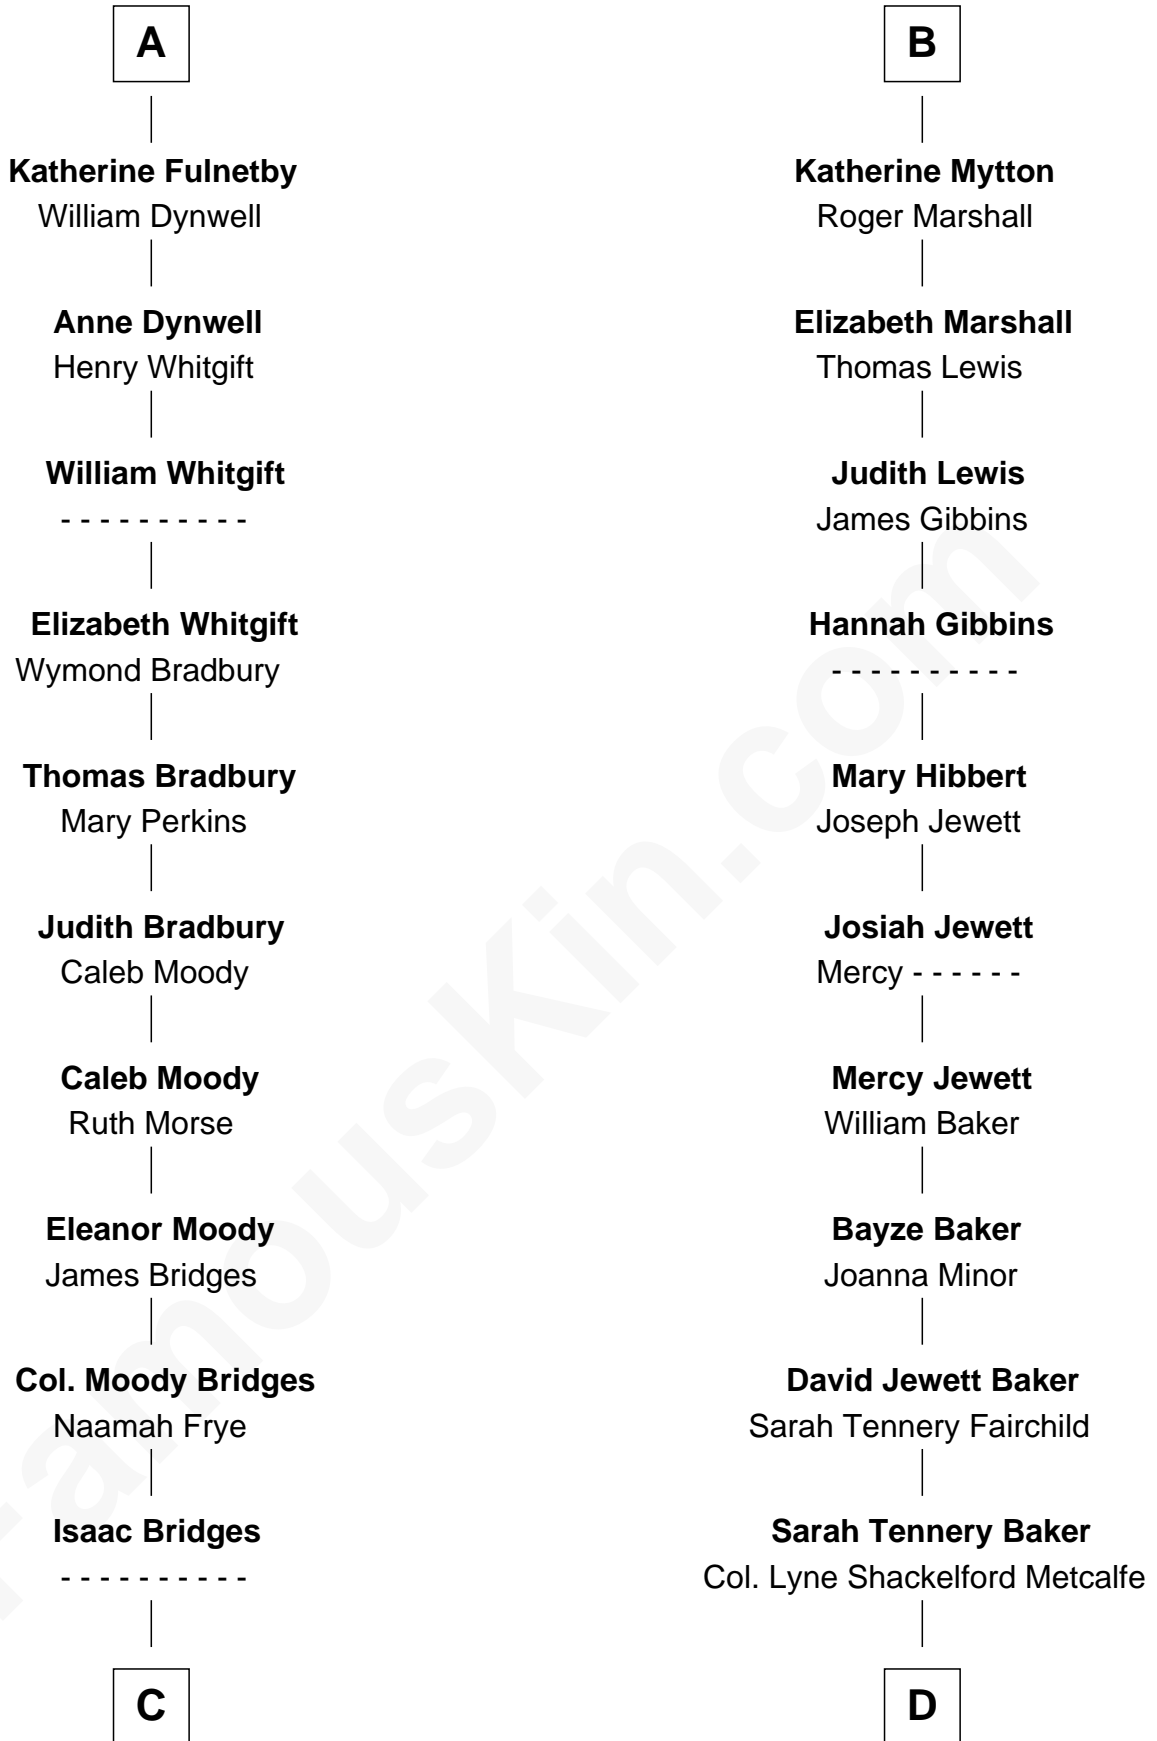 A
Katherine Fulnetby
William Dynwell
Anne Dynwell
Henry Whitgift
William Whitgift
- - - - - - - - - -
Elizabeth Whitgift
Wymond Bradbury
Thomas Bradbury
Mary Perkins
Judith Bradbury
Caleb Moody
Caleb Moody
Ruth Morse
Eleanor Moody
James Bridges
Col. Moody Bridges
Naamah Frye
Isaac Bridges
- - - - - - - - - -
C
B
Katherine Mytton
Roger Marshall
Elizabeth Marshall
Thomas Lewis
Judith Lewis
James Gibbins
Hannah Gibbins
- - - - - - - - - -
Mary Hibbert
Joseph Jewett
Josiah Jewett
Mercy - - - - - -
Mercy Jewett
William Baker
Bayze Baker
Joanna Minor
David Jewett Baker
Sarah Tennery Fairchild
Sarah Tennery Baker
Col. Lyne Shackelford Metcalfe
D
FamousKin.com